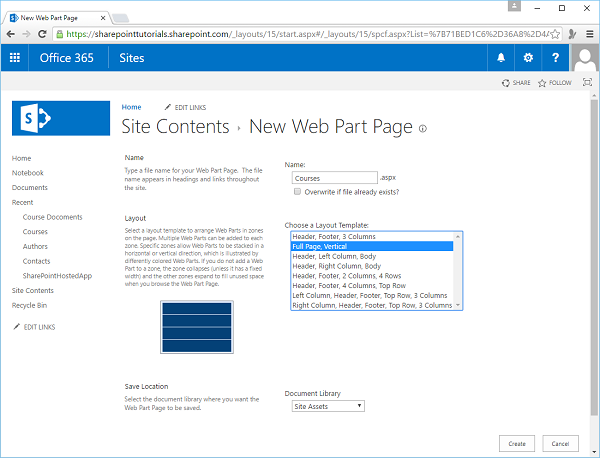 New Web Part Page
https://sharepointtutorials.sharepoint.com/_layouts/15/start.aspx#/_layouts/15/spcf.aspx?List=%7B71BED1C6%2D36A8%2D4A
Office 365
Sites
?
SHARE
FOLLOW
S
Home
EDIT LINKS
Site Contents › New Web Part Page
Home
Notebook
Documents
Recent
Course Documents
Courses
Authors
Contacts
SharePointHostedApp
Site Contents
Recycle Bin
EDIT LINKS
Name
Type a file name for your Web Part Page. The file
name appears in headings and links throughout
the site.
Name:
Courses
.aspx
Overwrite if file already exists?
Layout
Select a layout template to arrange Web Parts in zones
on the page. Multiple Web Parts can be added to each
zone. Specific zones allow Web Parts to be stacked in a
horizontal or vertical direction, which is illustrated by
differently colored Web Parts. If you do not add a Web
Part to a zone, the zone collapses (unless it has a fixed
width) and the other zones expand to fill unused space
when you browse the Web Part Page.
Choose a Layout Template:
Header, Footer, 3 Columns
Full Page, Vertical
Header, Left Column, Body
Header, Right Column, Body
Header, Footer, 2 Columns, 4 Rows
Header, Footer, 4 Columns, Top Row
Left Column, Header, Footer, Top Row, 3 Columns
Right Column, Header, Footer, Top Row, 3 Columns
Save Location
Select the document library where you want the
Web Part Page to be saved.
Document Library
Site Assets
Create
Cancel